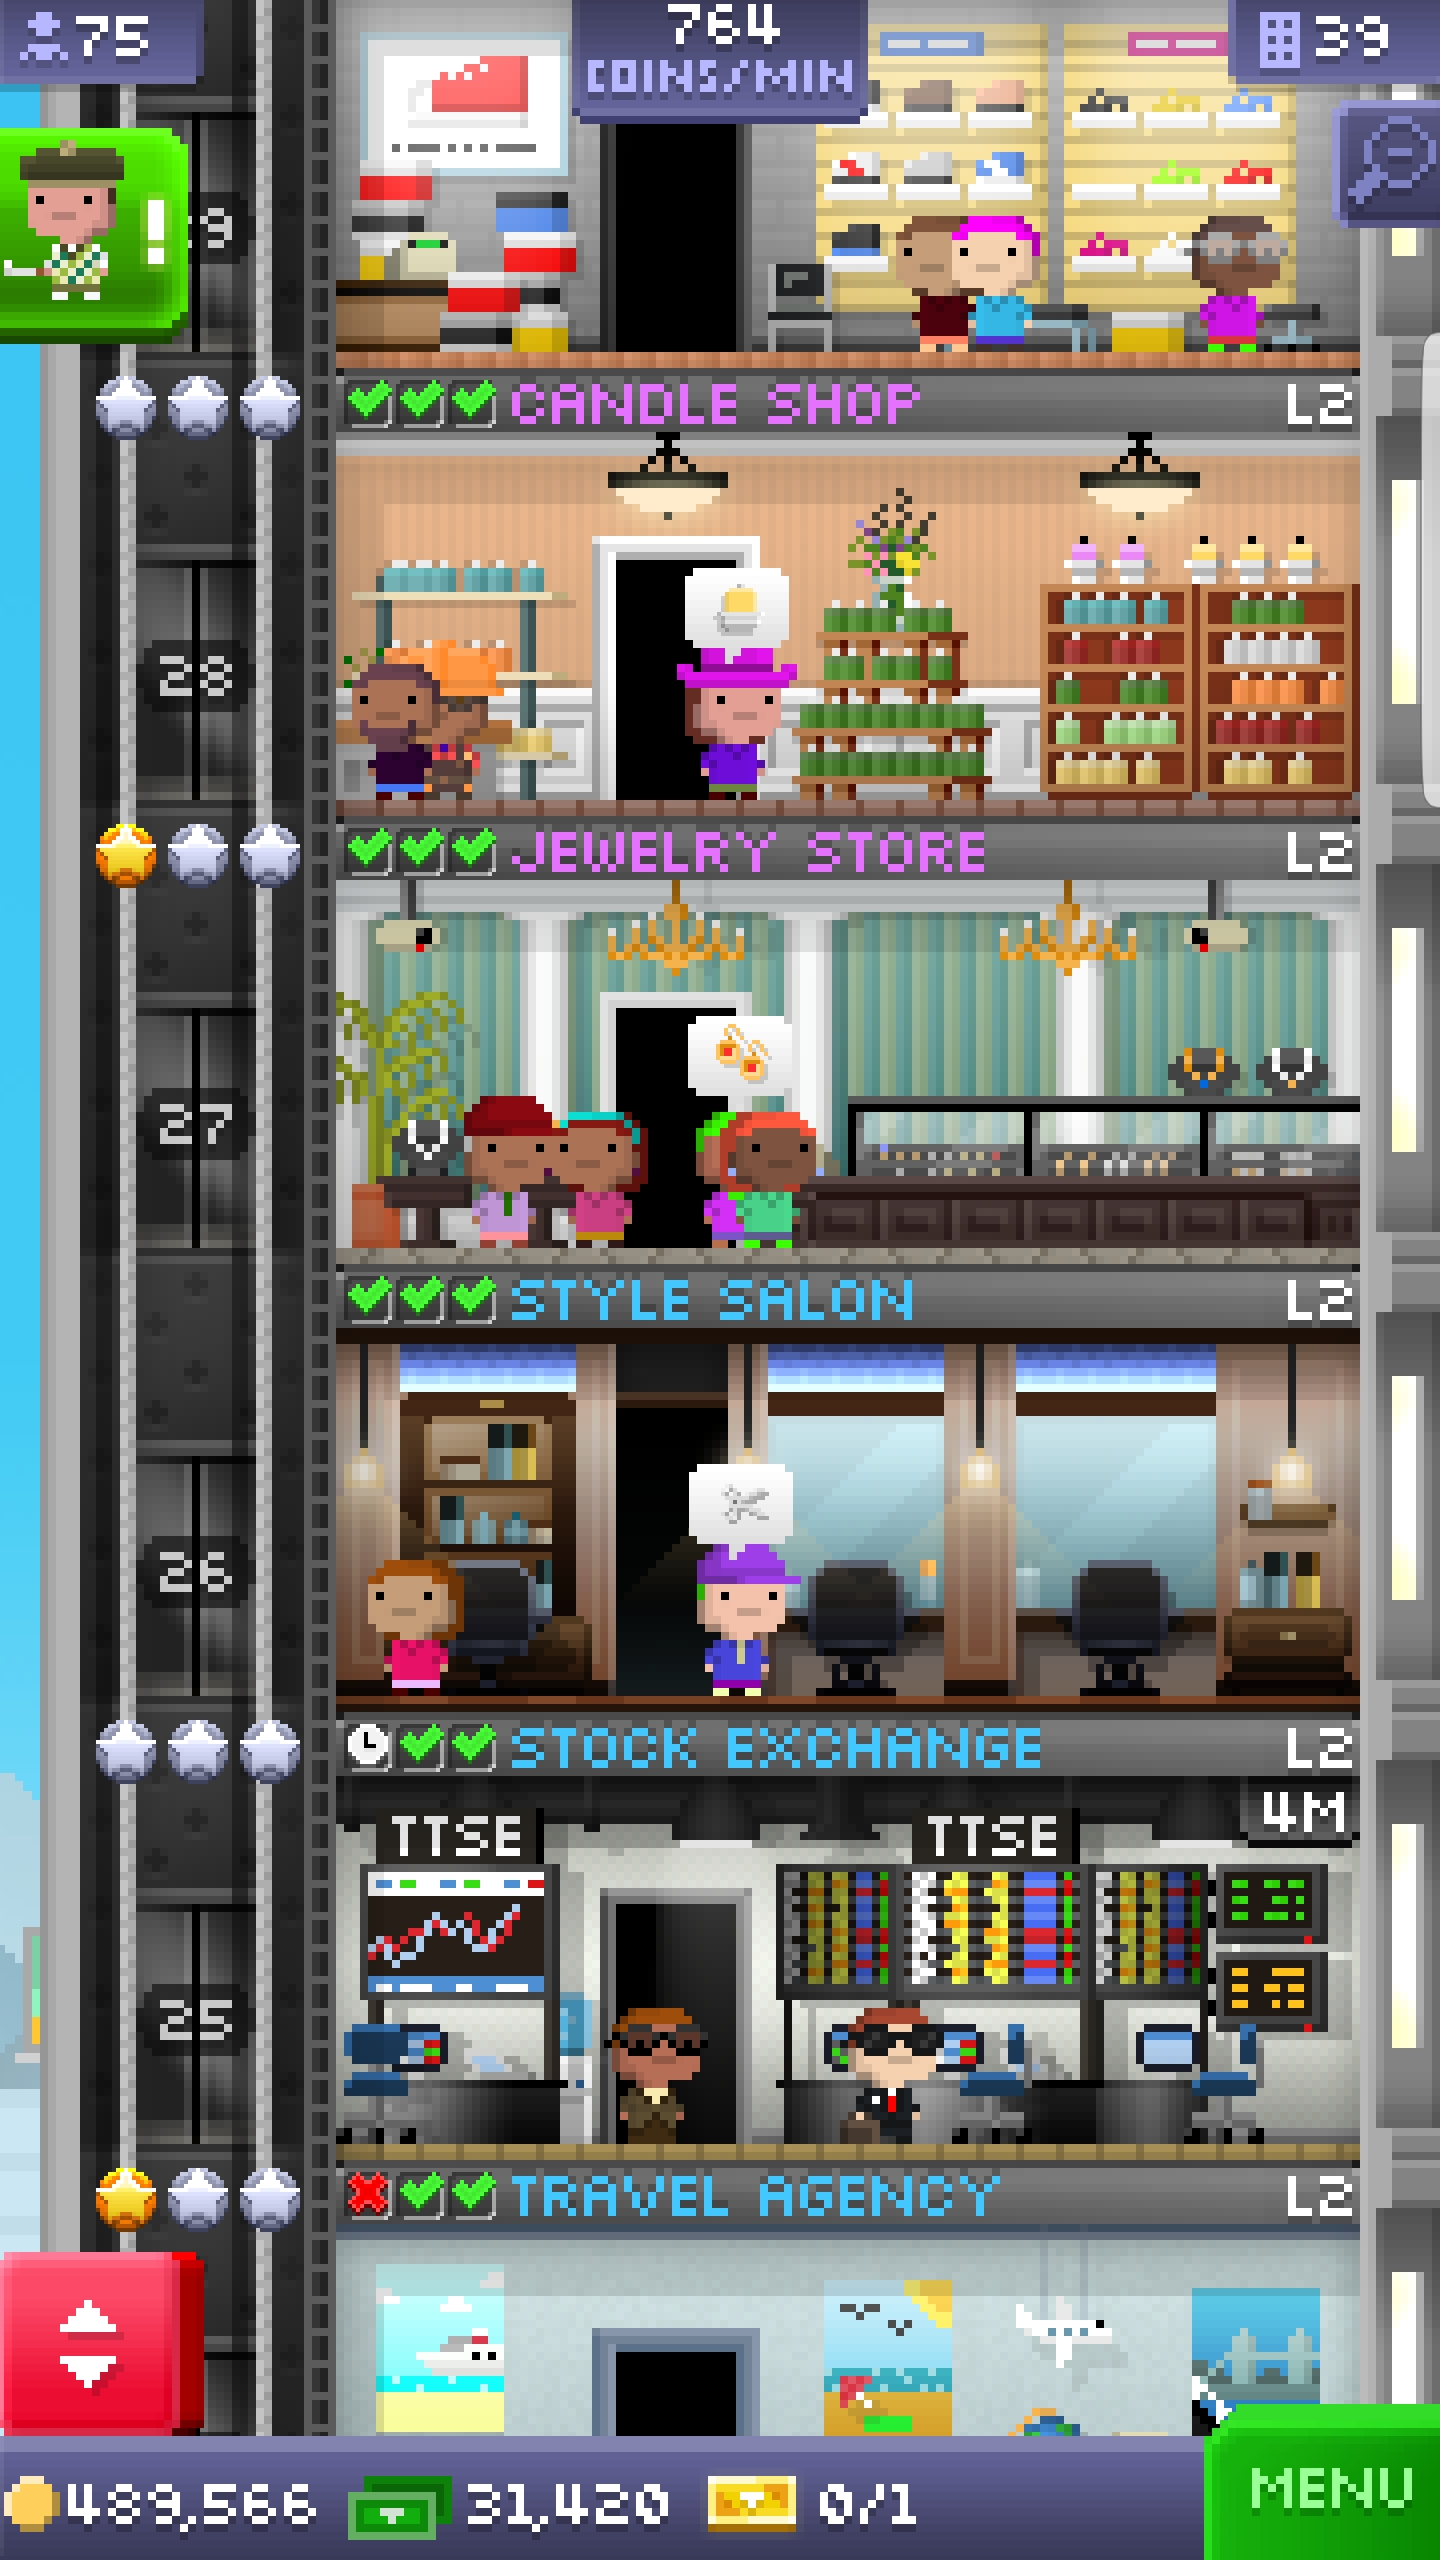 75
764
COINS/MIN
39
CANDLE SHOP L2
28
JEWELRY STORE L2
27
STYLE SALON L2
26
STOCK EXCHANGE L2
4M
TTSE TTSE
25
TRAVEL AGENCY L2
489,566 31,420 0/1 MENU